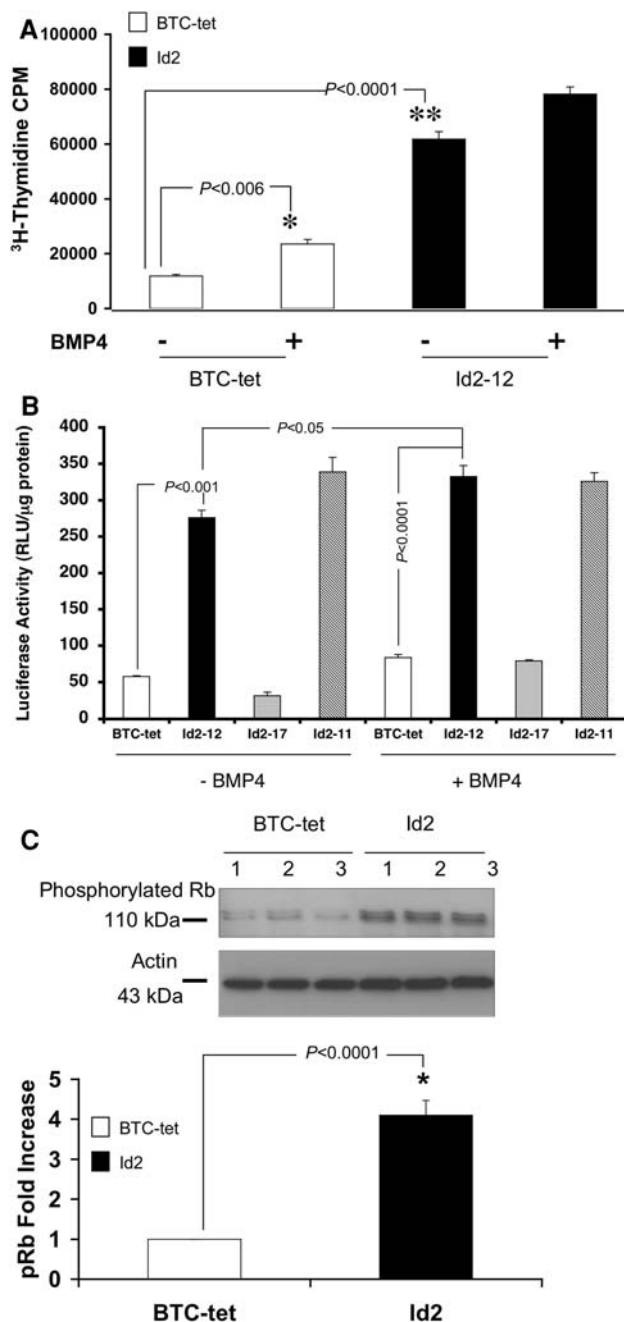 A
BTC-tet
Id2
³H-Thymidine CPM
100000
80000
60000
40000
20000
0
P<0.0001
**
P<0.006
*
BMP4 - + - +
BTC-tet Id2-12
B
Luciferase Activity (RLU/μg protein)
400
350
300
250
200
150
100
50
0
P<0.05
P<0.001
P<0.0001
BTC-tet Id2-12 Id2-17 Id2-11 BTC-tet Id2-12 Id2-17 Id2-11
- BMP4 + BMP4
C
BTC-tet Id2
1 2 3 1 2 3
Phosphorylated Rb
110 kDa
Actin
43 kDa
pRb Fold Increase
5
4
3
2
1
0
P<0.0001
*
BTC-tet
Id2
BTC-tet Id2